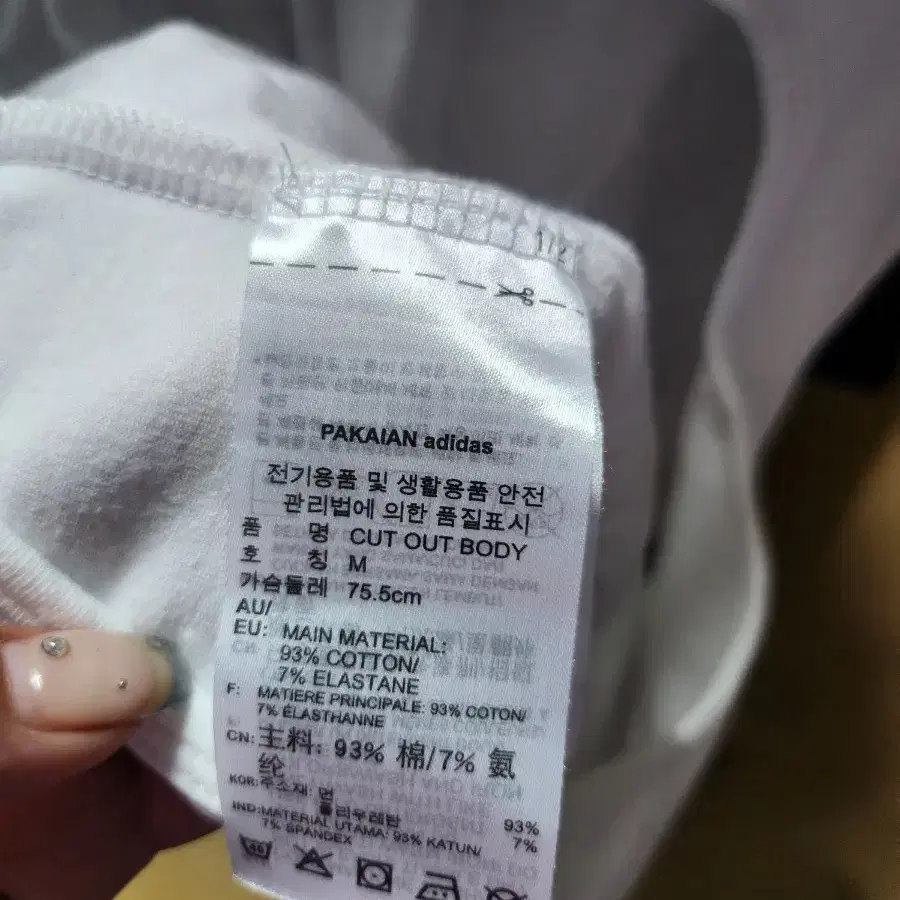 1/2
PAKAIAN adidas
전기용품 및 생활용품 안전
관리법에 의한 품질표시
품 명 CUT OUT BODY
호 칭 M
가슴둘레 75.5cm
AU/
EU: MAIN MATERIAL:
93% COTTON/
7% ELASTANE
F: MATIERE PRINCIPALE: 93% COTON/
7% ÉLASTHANNE
CN: 主料: 93% 棉/7% 氨
纶
KOR: 주소재: 면 93%
폴리우레탄 7%
IND: MATERIAL UTAMA: 93% KATUN/
7% SPANDEX